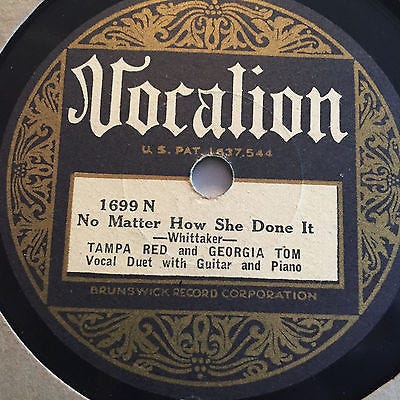 Vocalion
U. S. PAT. 1637,544
1699 N
No Matter How She Done It
—Whittaker—
TAMPA RED and GEORGIA TOM
Vocal Duet with Guitar and Piano
BRUNSWICK RECORD CORPORATION